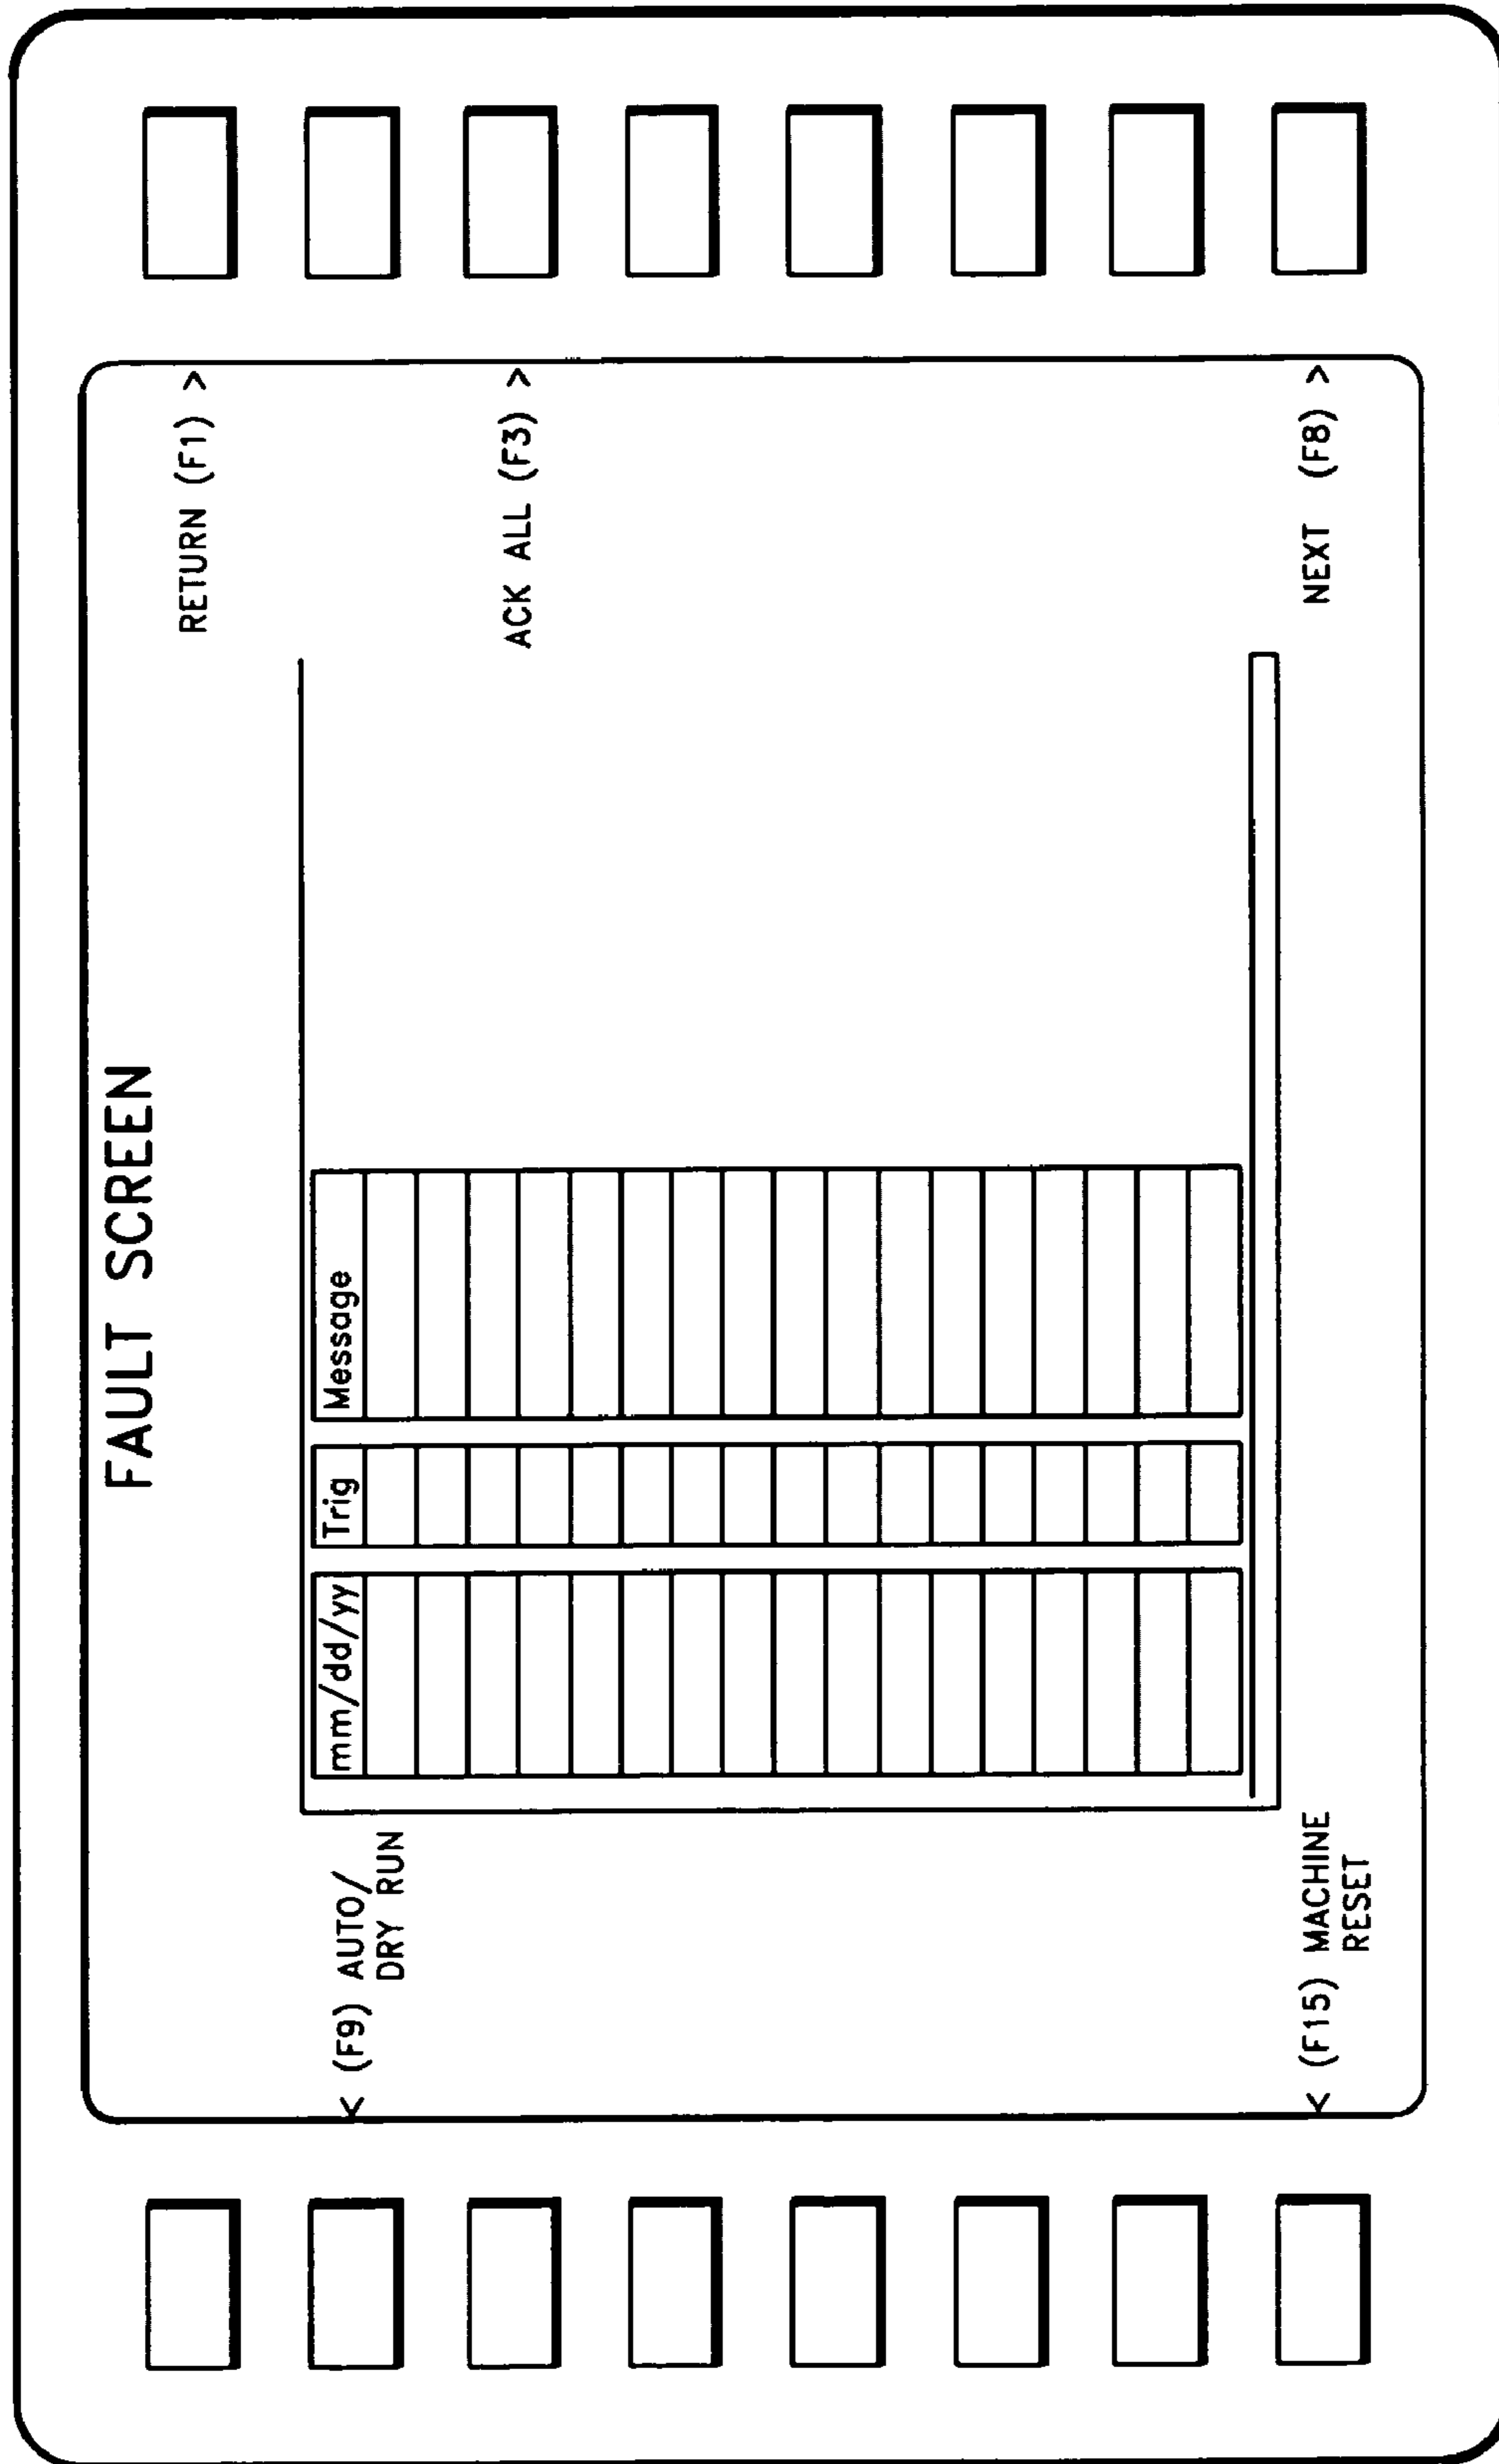 FAULT SCREEN
RETURN (F1) >
< (F9) AUTO/
DRY RUN
mm/dd/yy
Trig
Message
ACK ALL (F3) >
< (F15) MACHINE
RESET
NEXT (F8) >